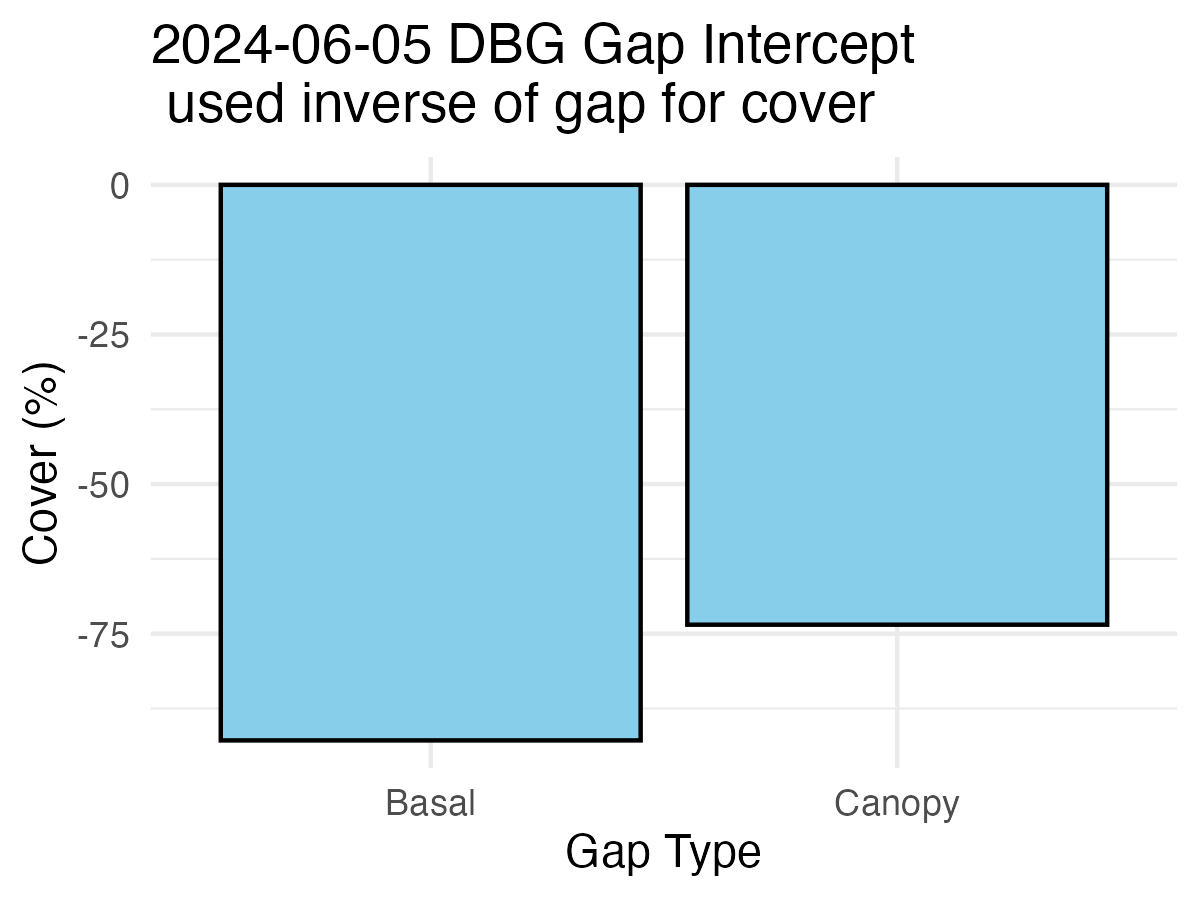 2024-06-05 DBG Gap Intercept
used inverse of gap for cover
0
-25
-50
-75
Cover (%)
Basal
Canopy
Gap Type